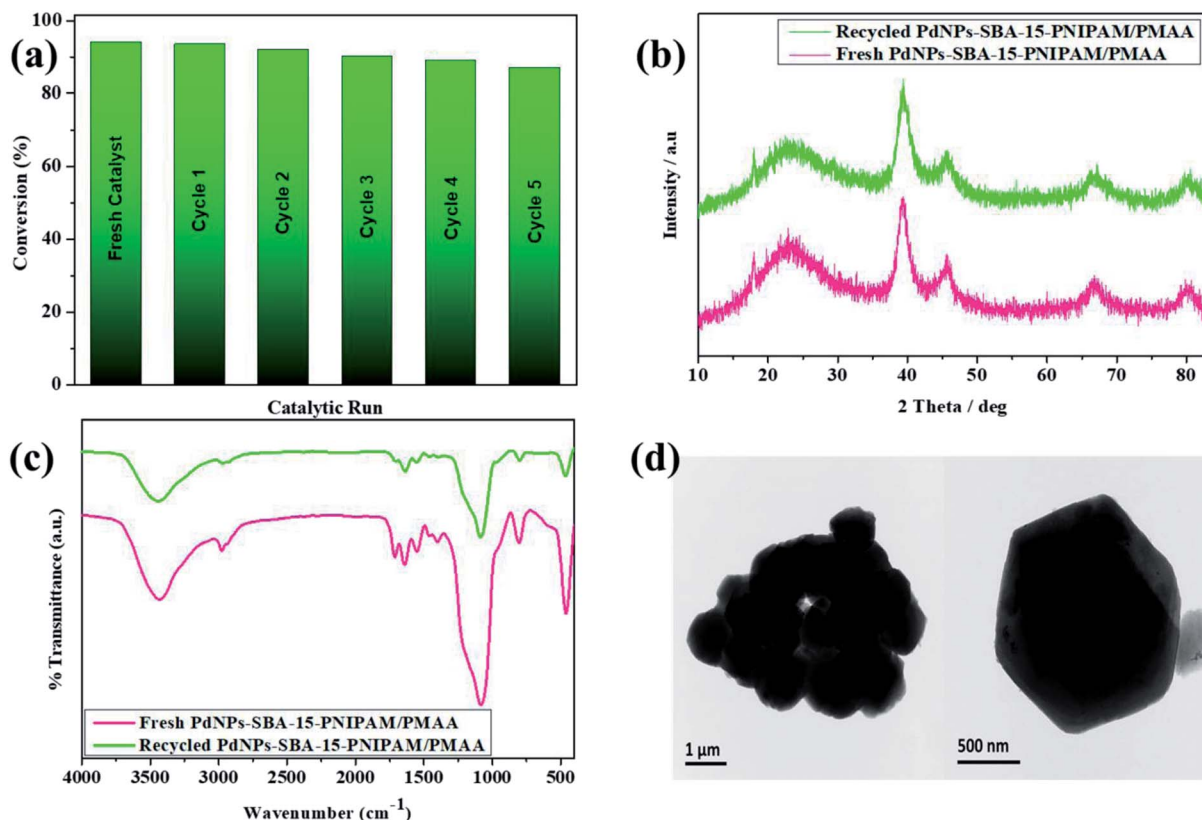 (a)
100
80
60
40
20
0
Conversion (%)
Fresh Catalyst
Cycle 1
Cycle 2
Cycle 3
Cycle 4
Cycle 5
Catalytic Run
(b)
Recycled PdNPs-SBA-15-PNIPAM/PMAA
Fresh PdNPs-SBA-15-PNIPAM/PMAA
Intensity / a.u
10 20 30 40 50 60 70 80
2 Theta / deg
(c)
% Transmittance (a.u.)
Fresh PdNPs-SBA-15-PNIPAM/PMAA
Recycled PdNPs-SBA-15-PNIPAM/PMAA
4000 3500 3000 2500 2000 1500 1000 500
Wavenumber (cm-1)
(d)
1 µm
500 nm